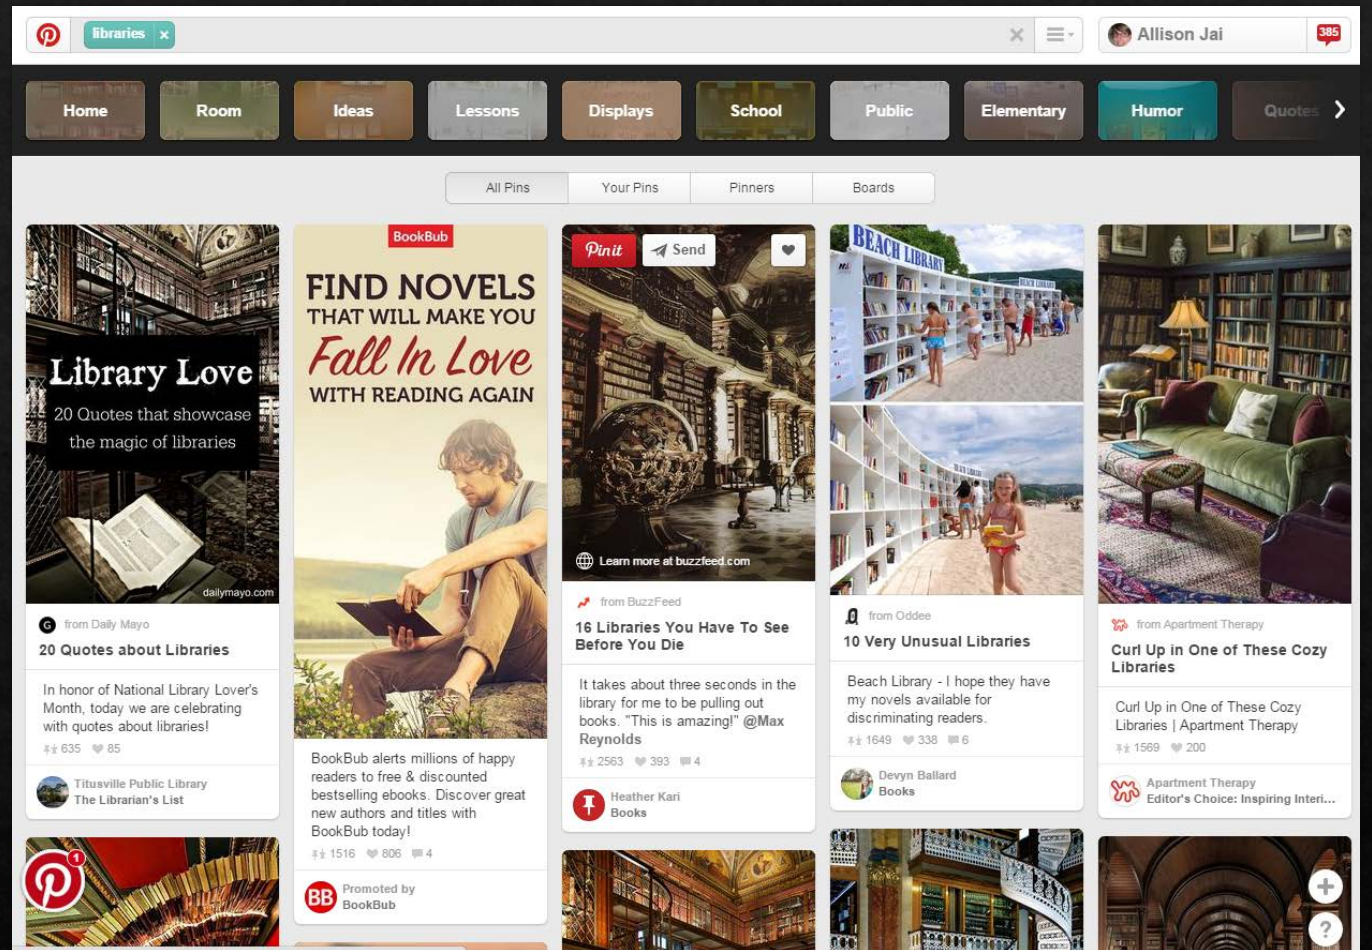 libraries x
Allison Jai
385
Home
Room
Ideas
Lessons
Displays
School
Public
Elementary
Humor
Quotes
All Pins
Your Pins
Pinners
Boards
Library Love
20 Quotes that showcase
the magic of libraries
dailymayo.com
G from Daily Mayo
20 Quotes about Libraries
In honor of National Library Lover's
Month, today we are celebrating
with quotes about libraries!
635 85
Titusville Public Library
The Librarian's List
BookBub
FIND NOVELS
THAT WILL MAKE YOU
Fall In Love
WITH READING AGAIN
BookBub alerts millions of happy
readers to free & discounted
bestselling ebooks. Discover great
new authors and titles with
BookBub today!
1516 806 4
BB
Promoted by
BookBub
Pinit
Send
Learn more at buzzfeed.com
from BuzzFeed
16 Libraries You Have To See
Before You Die
It takes about three seconds in the
library for me to be pulling out
books. "This is amazing!" @Max
Reynolds
2563 393 4
Heather Kari
Books
BEACH LIBRARY
BEACH LIBRARY
from Oddee
10 Very Unusual Libraries
Beach Library - I hope they have
my novels available for
discriminating readers.
1649 338 6
Devyn Ballard
Books
from Apartment Therapy
Curl Up in One of These Cozy
Libraries
Curl Up in One of These Cozy
Libraries | Apartment Therapy
1569 200
Apartment Therapy
Editor's Choice: Inspiring Interi...
1
+
?